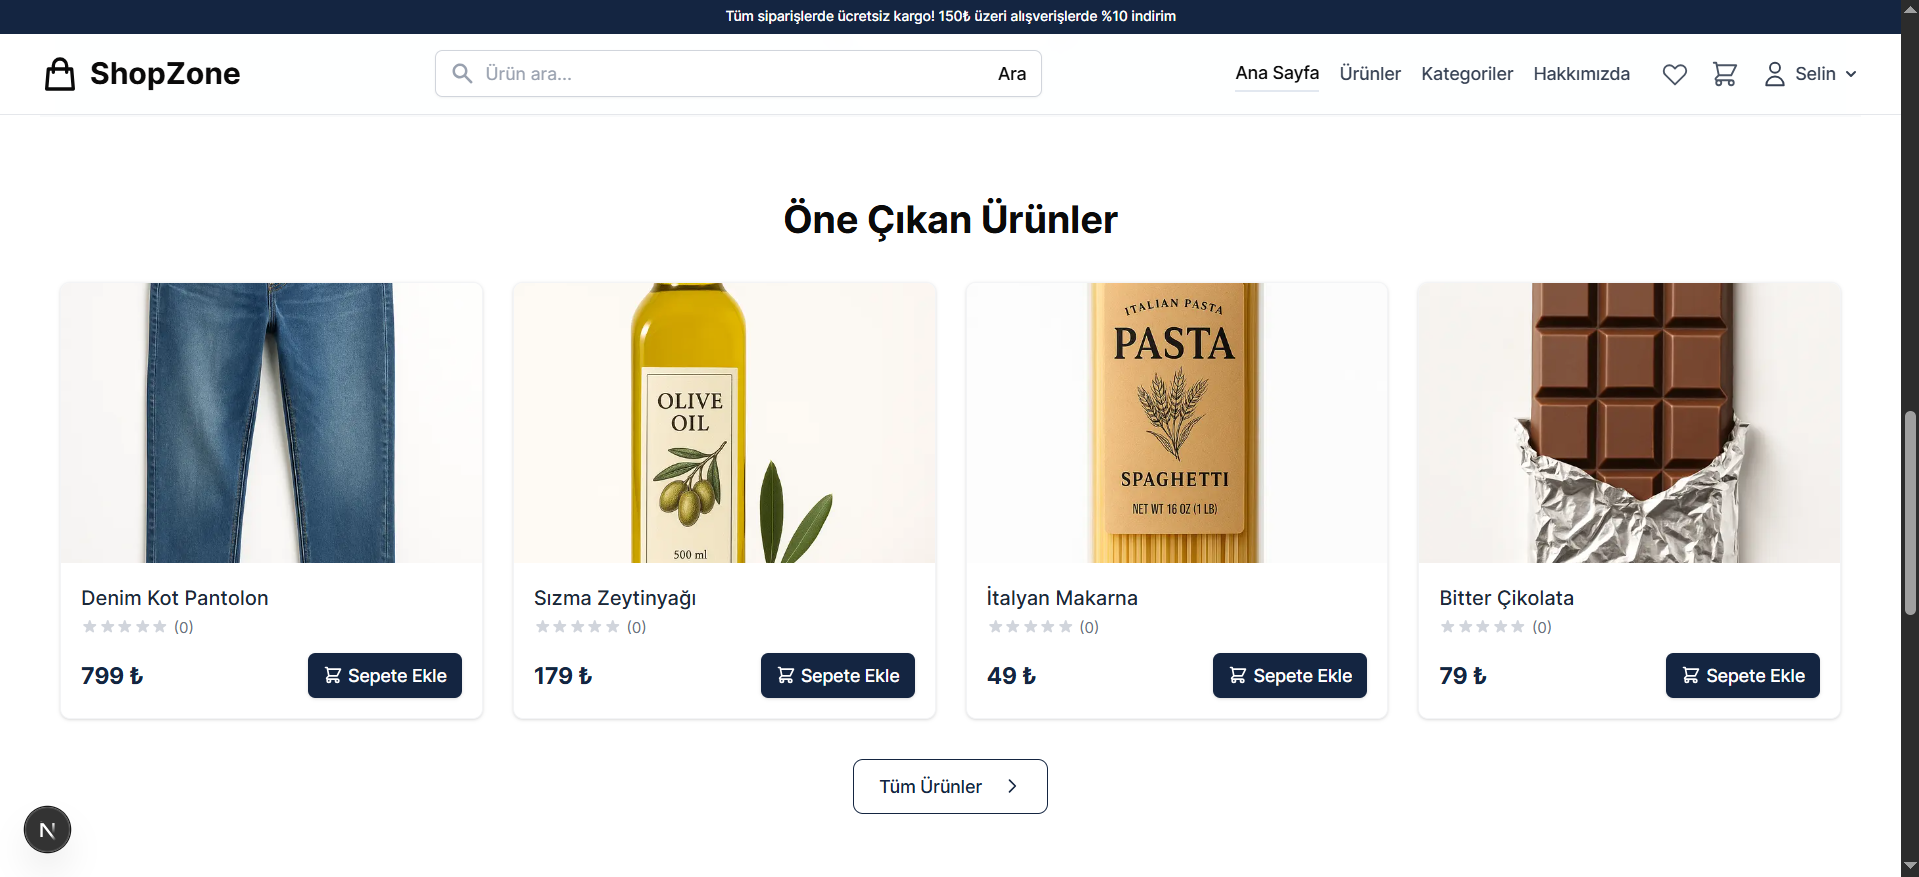 Tüm siparişlerde ücretsiz kargo! 150₺ üzeri alışverişlerde %10 indirim
ShopZone
Ürün ara...
Ara
Ana Sayfa
Ürünler
Kategoriler
Hakkımızda
Selin
Öne Çıkan Ürünler
OLIVE
OIL
500 ml
ITALIAN PASTA
PASTA
SPAGHETTI
NET WT 16 OZ (1 LB)
Denim Kot Pantolon
(0)
799 ₺
Sepete Ekle
Sızma Zeytinyağı
(0)
179 ₺
Sepete Ekle
İtalyan Makarna
(0)
49 ₺
Sepete Ekle
Bitter Çikolata
(0)
79 ₺
Sepete Ekle
Tüm Ürünler
N